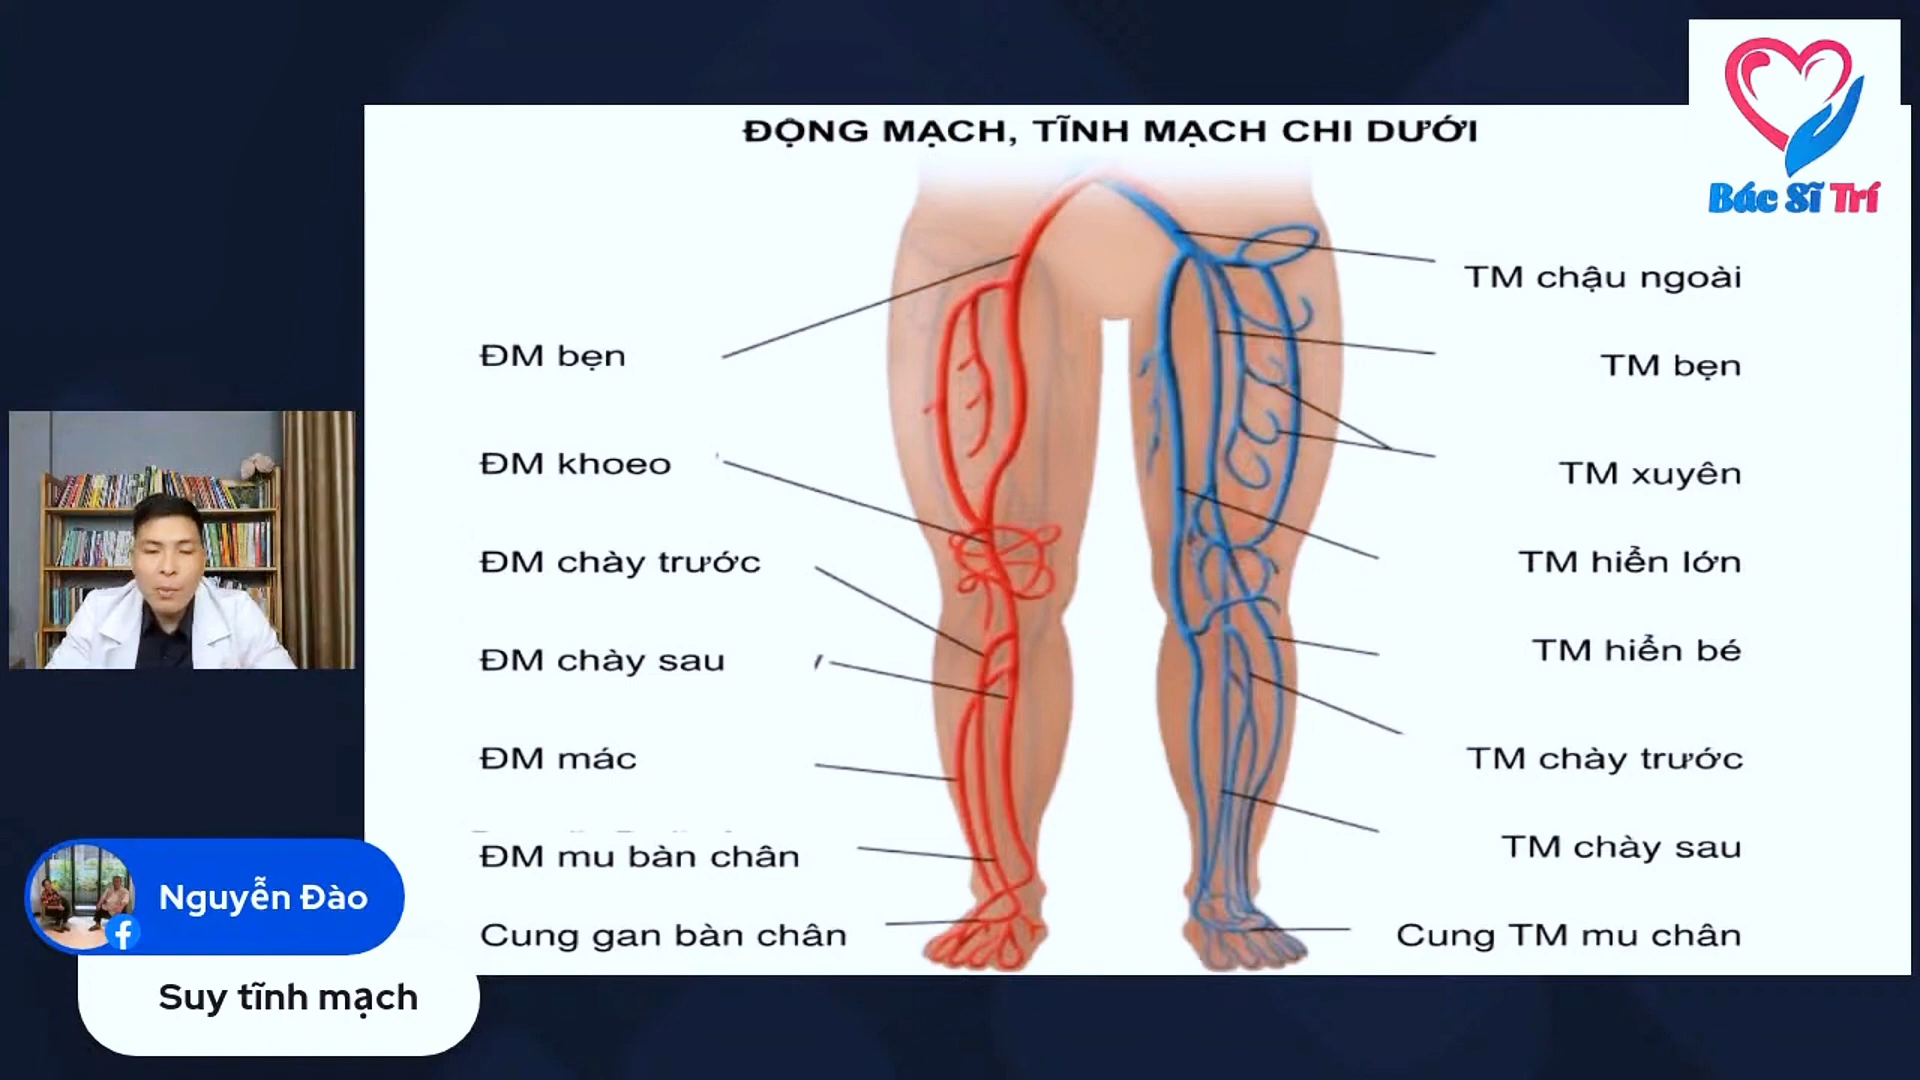 Bác Sĩ Trí
ĐỘNG MẠCH, TĨNH MẠCH CHI DƯỚI
ĐM bẹn
ĐM khoeo
ĐM chày trước
ĐM chày sau
ĐM mác
ĐM mu bàn chân
Cung gan bàn chân
TM chậu ngoài
TM bẹn
TM xuyên
TM hiển lớn
TM hiển bé
TM chày trước
TM chày sau
Cung TM mu chân
Nguyễn Đào
Suy tĩnh mạch